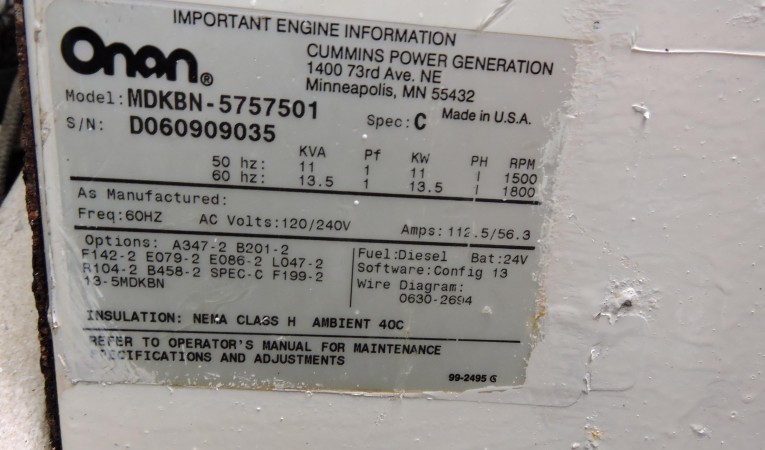 IMPORTANT ENGINE INFORMATION
Onan®
CUMMINS POWER GENERATION
1400 73rd Ave. NE
Minneapolis, MN 55432
Model: MDKBN-5757501
Spec: C Made in U.S.A.
S/N: D060909035
KVA Pf KW PH RPM
50 hz: 11 1 11 1 1500
60 hz: 13.5 1 13.5 1 1800
As Manufactured:
Freq:60HZ AC Volts:120/240V Amps: 112.5/56.3
Options: A347-2 B201-2
F142-2 E079-2 E086-2 L047-2
R104-2 B458-2 SPEC-C F199-2
13-5MDKBN
Fuel:Diesel Bat:24V
Software:Config 13
Wire Diagram:
0630-2694
INSULATION: NEMA CLASS H AMBIENT 40C
REFER TO OPERATOR'S MANUAL FOR MAINTENANCE
SPECIFICATIONS AND ADJUSTMENTS
99-2495 G